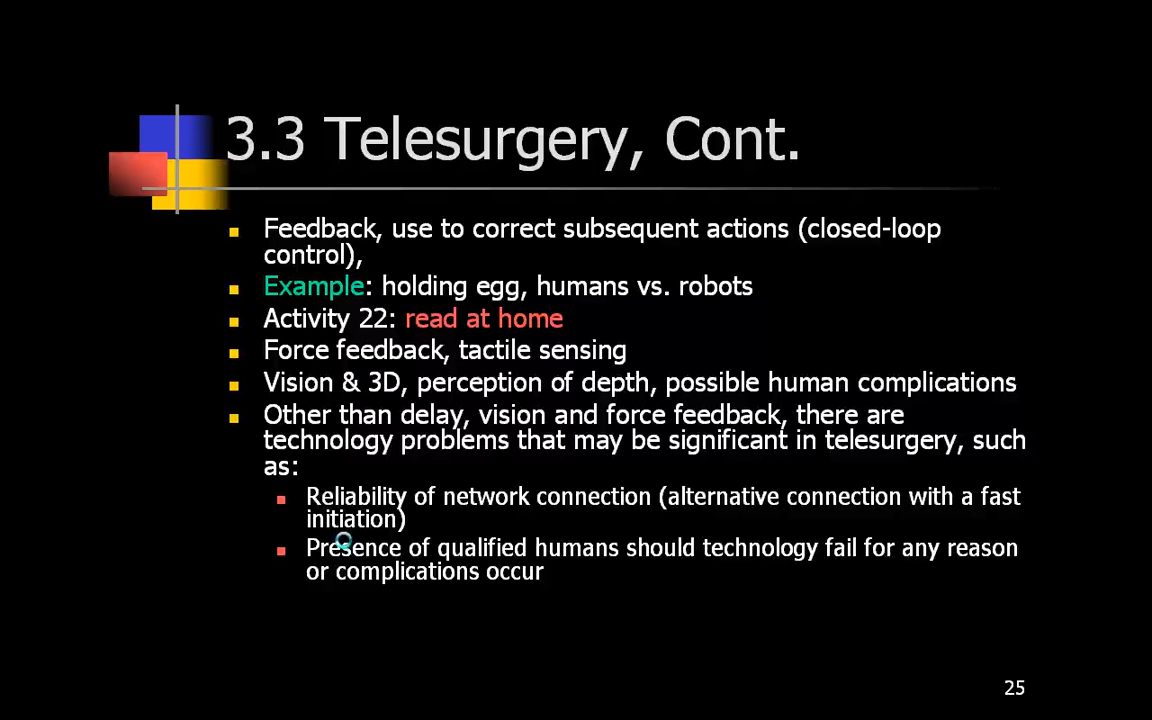 3.3 Telesurgery, Cont.
Feedback, use to correct subsequent actions (closed-loop
control),
Example: holding egg, humans vs. robots
Activity 22: read at home
Force feedback, tactile sensing
Vision & 3D, perception of depth, possible human complications
Other than delay, vision and force feedback, there are
technology problems that may be significant in telesurgery, such
as:
Reliability of network connection (alternative connection with a fast
initiation)
Presence of qualified humans should technology fail for any reason
or complications occur
25